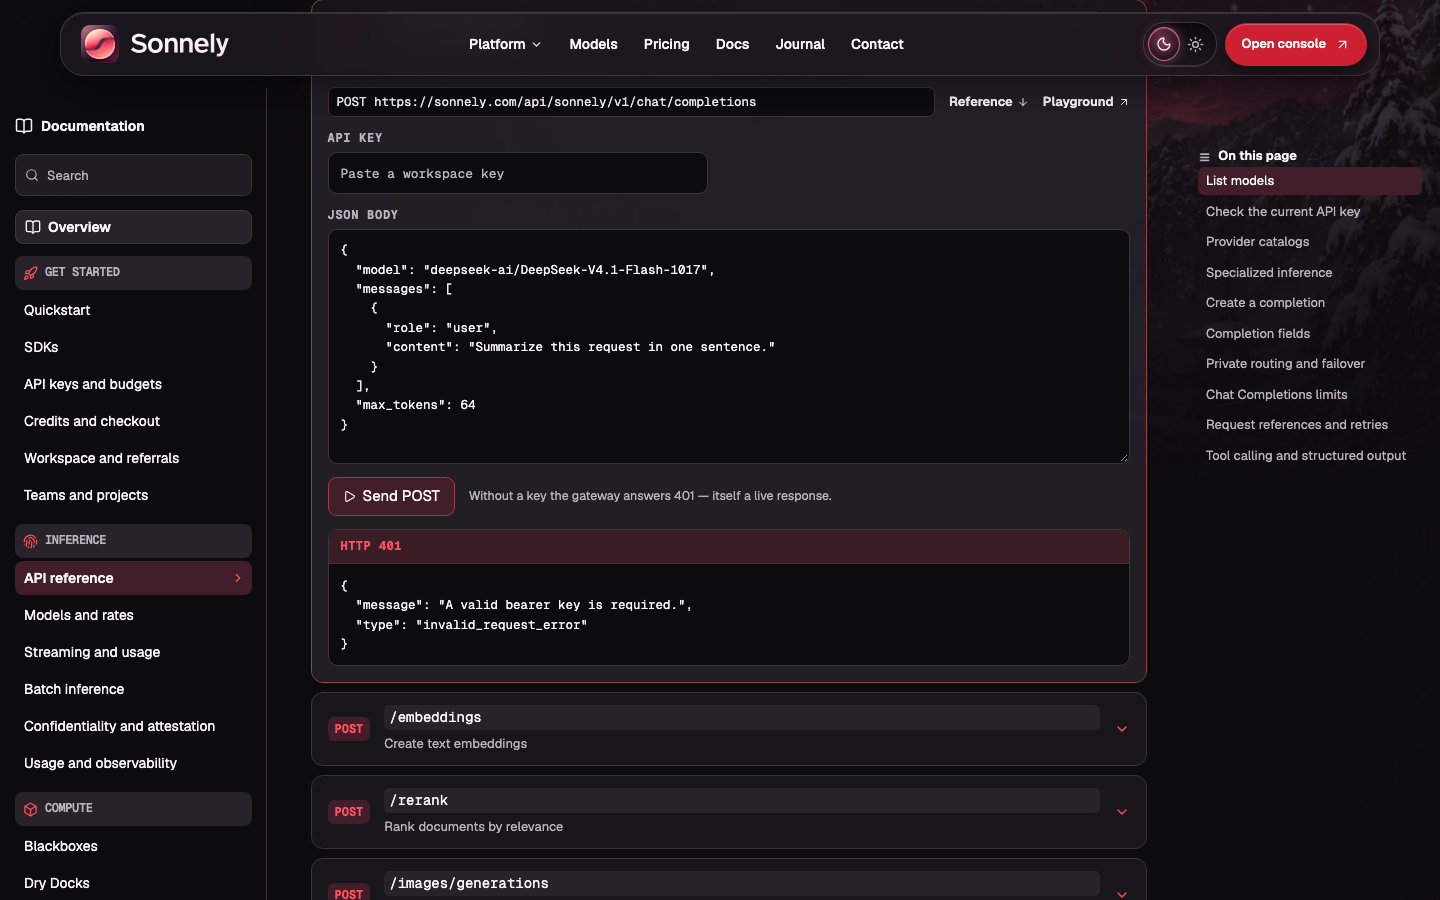 Sonnely
Platform
Models
Pricing
Docs
Journal
Contact
Open console
Documentation
Search
Overview
GET STARTED
Quickstart
SDKs
API keys and budgets
Credits and checkout
Workspace and referrals
Teams and projects
INFERENCE
API reference
Models and rates
Streaming and usage
Batch inference
Confidentiality and attestation
Usage and observability
COMPUTE
Blackboxes
Dry Docks
POST https://sonnely.com/api/sonnely/v1/chat/completions
Reference ↓
Playground ↗
API KEY
Paste a workspace key
JSON BODY
{
  "model": "deepseek-ai/DeepSeek-V4.1-Flash-1017",
  "messages": [
    {
      "role": "user",
      "content": "Summarize this request in one sentence."
    }
  ],
  "max_tokens": 64
}
Send POST
Without a key the gateway answers 401 — itself a live response.
HTTP 401
{
  "message": "A valid bearer key is required.",
  "type": "invalid_request_error"
}
POST
/embeddings
Create text embeddings
POST
/rerank
Rank documents by relevance
POST
/images/generations
On this page
List models
Check the current API key
Provider catalogs
Specialized inference
Create a completion
Completion fields
Private routing and failover
Chat Completions limits
Request references and retries
Tool calling and structured output